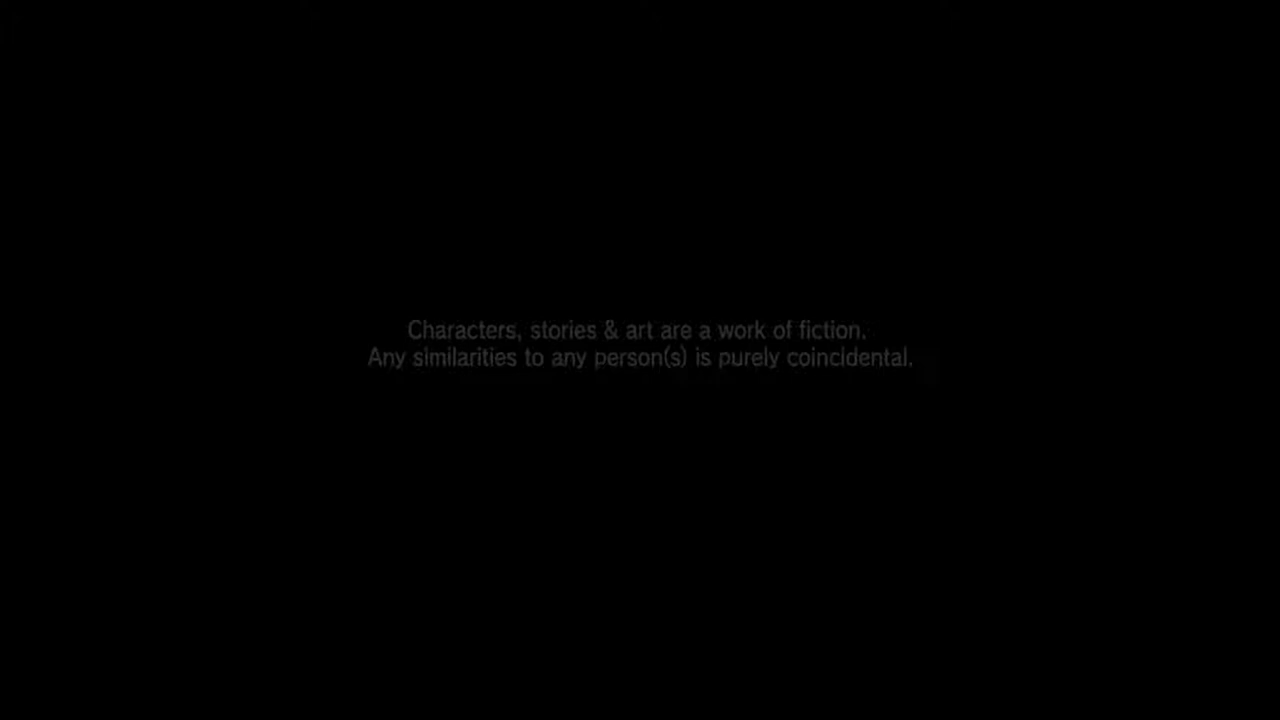 Characters, stories & art are a work of fiction.
Any similarities to any person(s) is purely coincidental.